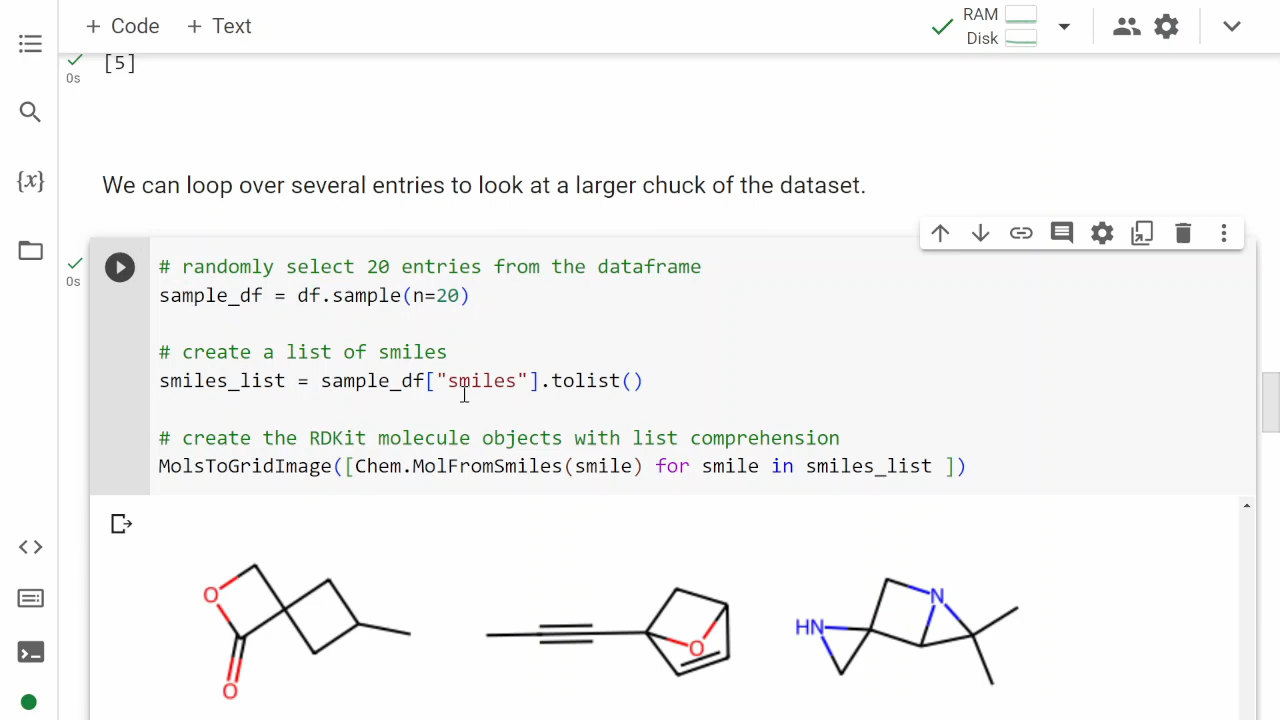 + Code + Text
RAM
Disk
[5]
0s
We can loop over several entries to look at a larger chuck of the dataset.
{x}
0s
# randomly select 20 entries from the dataframe
sample_df = df.sample(n=20)
# create a list of smiles
smiles_list = sample_df["smiles"].tolist()
# create the RDKit molecule objects with list comprehension
MolsToGridImage([Chem.MolFromSmiles(smile) for smile in smiles_list ])
O
O
O
HN
N